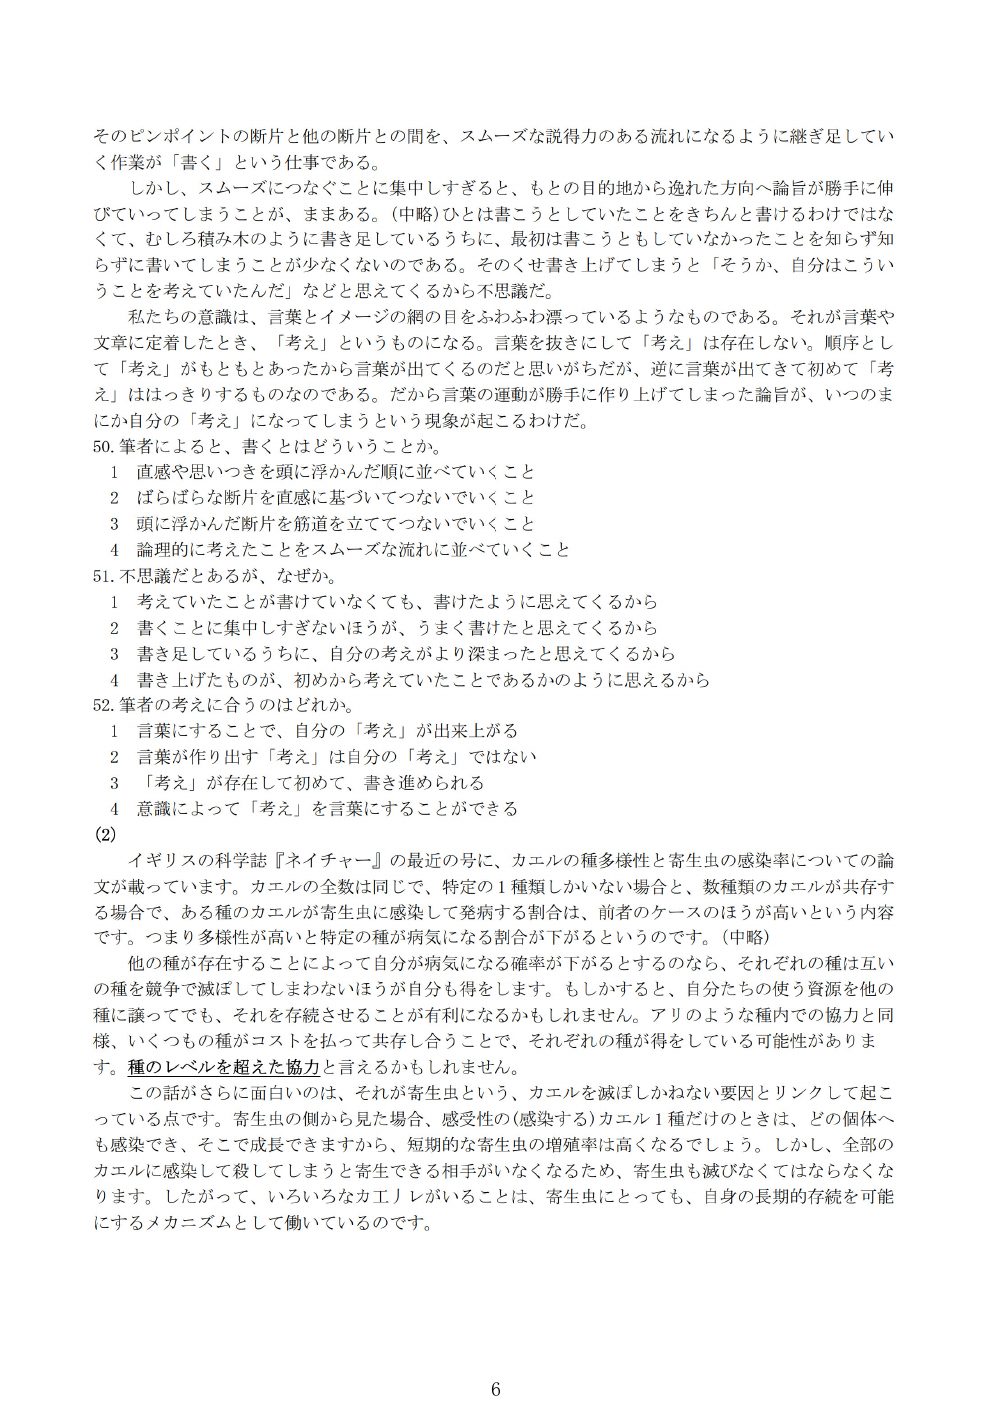 そのピンポイントの断片と他の断片との間を、スムーズな説得力のある流れになるように継ぎ足してい
く作業が「書く」という仕事である。
しかし、スムーズにつなぐことに集中しすぎると、もとの目的地から逸れた方向へ論旨が勝手に伸
びていってしまうことが、ままある。(中略)ひとは書こうとしていたことをきちんと書けるわけではな
くて、むしろ積み木のように書き足しているうちに、最初は書こうともしていなかったことを知らず知
らずに書いてしまうことが少なくないのである。そのくせ書き上げてしまうと「そうか、自分はこうい
うことを考えていたんだ」などと思えてくるから不思議だ。
私たちの意識は、言葉とイメージの網の目をふわふわ漂っているようなものである。それが言葉や
文章に定着したとき、「考え」というものになる。言葉を抜きにして「考え」は存在しない。順序とし
て「考え」がもともとあったから言葉が出てくるのだと思いがちだが、逆に言葉が出てきて初めて「考
え」ははっきりするものなのである。だから言葉の運動が勝手に作り上げてしまった論旨が、いつのま
にか自分の「考え」になってしまうという現象が起こるわけだ。
50.筆者によると、書くとはどういうことか。
1 直感や思いつきを頭に浮かんだ順に並べていくこと
2 ばらばらな断片を直感に基づいてつないでいくこと
3 頭に浮かんだ断片を筋道を立ててつないでいくこと
4 論理的に考えたことをスムーズな流れに並べていくこと
51.不思議だとあるが、なぜか。
1 考えていたことが書けていなくても、書けたように思えてくるから
2 書くことに集中しすぎないほうが、うまく書けたと思えてくるから
3 書き足しているうちに、自分の考えがより深まったと思えてくるから
4 書き上げたものが、初めから考えていたことであるかのように思えるから
52.筆者の考えに合うのはどれか。
1 言葉にすることで、自分の「考え」が出来上がる
2 言葉が作り出す「考え」は自分の「考え」ではない
3 「考え」が存在して初めて、書き進められる
4 意識によって「考え」を言葉にすることができる
(2)
イギリスの科学誌『ネイチャー』の最近の号に、カエルの種多様性と寄生虫の感染率についての論
文が載っています。カエルの全数は同じで、特定の1種類しかいない場合と、数種類のカエルが共存す
る場合で、ある種のカエルが寄生虫に感染して発病する割合は、前者のケースのほうが高いという内容
です。つまり多様性が高いと特定の種が病気になる割合が下がるというのです。(中略)
他の種が存在することによって自分が病気になる確率が下がるとするのなら、それぞれの種は互い
の種を競争で滅ぼしてしまわないほうが自分も得をします。もしかすると、自分たちの使う資源を他の
種に譲ってでも、それを存続させることが有利になるかもしれません。アリのような種内での協力と同
様、いくつもの種がコストを払って共存し合うことで、それぞれの種が得をしている可能性がありま
す。種のレベルを超えた協力と言えるかもしれません。
この話がさらに面白いのは、それが寄生虫という、カエルを滅ぼしかねない要因とリンクして起こ
っている点です。寄生虫の側から見た場合、感受性の(感染する)カエル1種だけのときは、どの個体へ
も感染でき、そこで成長できますから、短期的な寄生虫の増殖率は高くなるでしょう。しかし、全部の
カエルに感染して殺してしまうと寄生できる相手がいなくなるため、寄生虫も滅びなくてはならなくな
ります。したがって、いろいろなカエ丿レがいることは、寄生虫にとっても、自身の長期的存続を可能
にするメカニズムとして働いているのです。
6